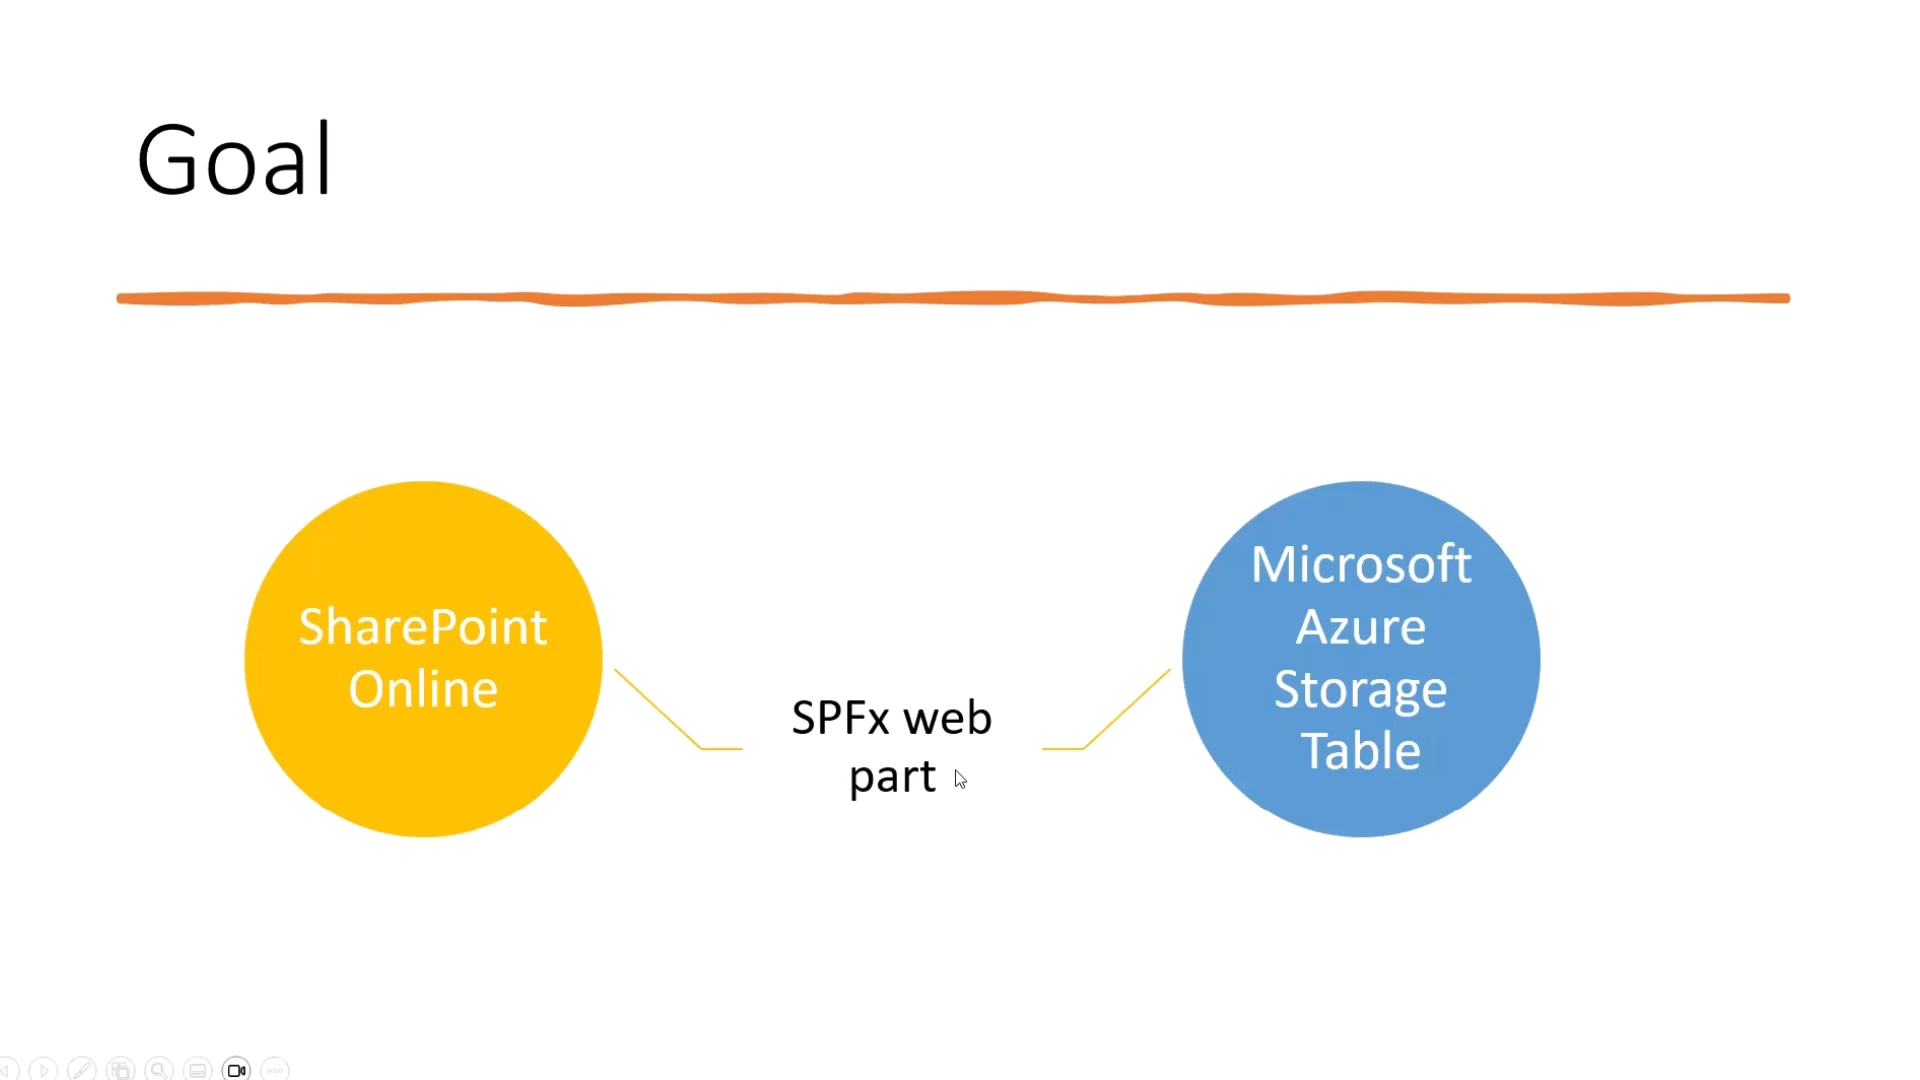 Goal
SharePoint
Online
SPFx web
part
Microsoft
Azure
Storage
Table